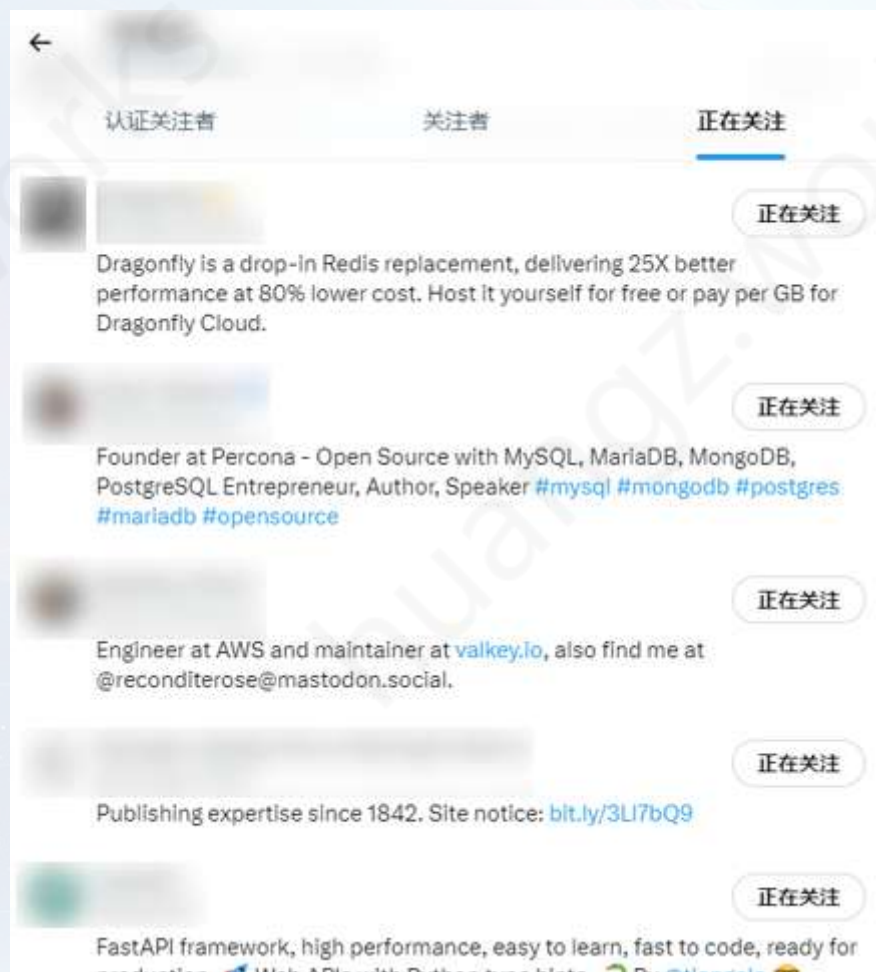 认证关注者
关注者
正在关注
正在关注
Dragonfly is a drop-in Redis replacement, delivering 25X better
performance at 80% lower cost. Host it yourself for free or pay per GB for
Dragonfly Cloud.
正在关注
Founder at Percona - Open Source with MySQL, MariaDB, MongoDB,
PostgreSQL Entrepreneur, Author, Speaker #mysql #mongodb #postgres
#mariadb #opensource
正在关注
Engineer at AWS and maintainer at valkey.io, also find me at
@reconditerose@mastodon.social.
正在关注
Publishing expertise since 1842. Site notice: bit.ly/3LI7bQ9
正在关注
FastAPI framework, high performance, easy to learn, fast to code, ready for